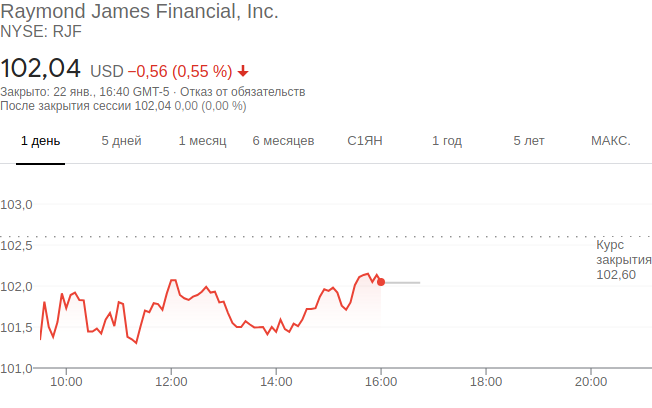 Raymond James Financial, Inc.
NYSE: RJF
102,04 USD −0,56 (0,55 %)
Закрыто: 22 янв., 16:40 GMT-5 · Отказ от обязательств
После закрытия сессии 102,04 0,00 (0,00 %)
1 день 5 дней 1 месяц 6 месяцев С1ЯН 1 год 5 лет МАКС.
103,0
102,5
Курс
закрытия
102,60
102,0
101,5
101,0
10:00 12:00 14:00 16:00 18:00 20:00